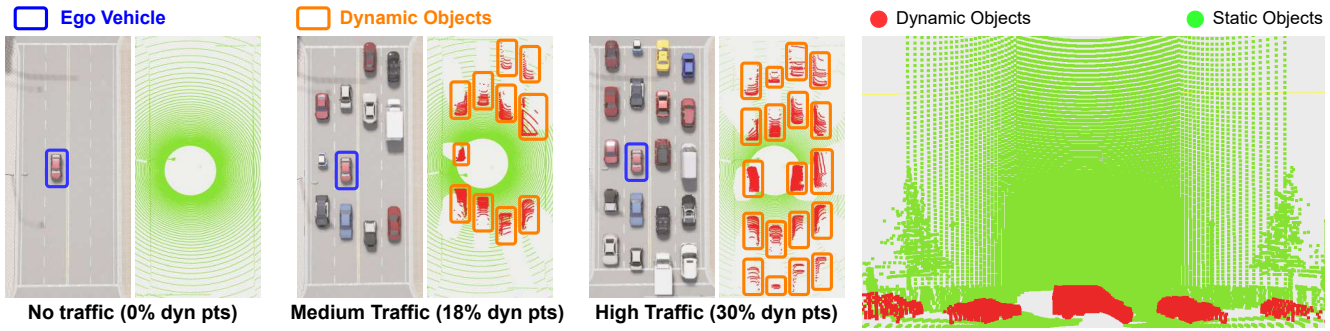 Ego Vehicle
Dynamic Objects
Dynamic Objects
Static Objects
No traffic (0% dyn pts)
Medium Traffic (18% dyn pts)
High Traffic (30% dyn pts)